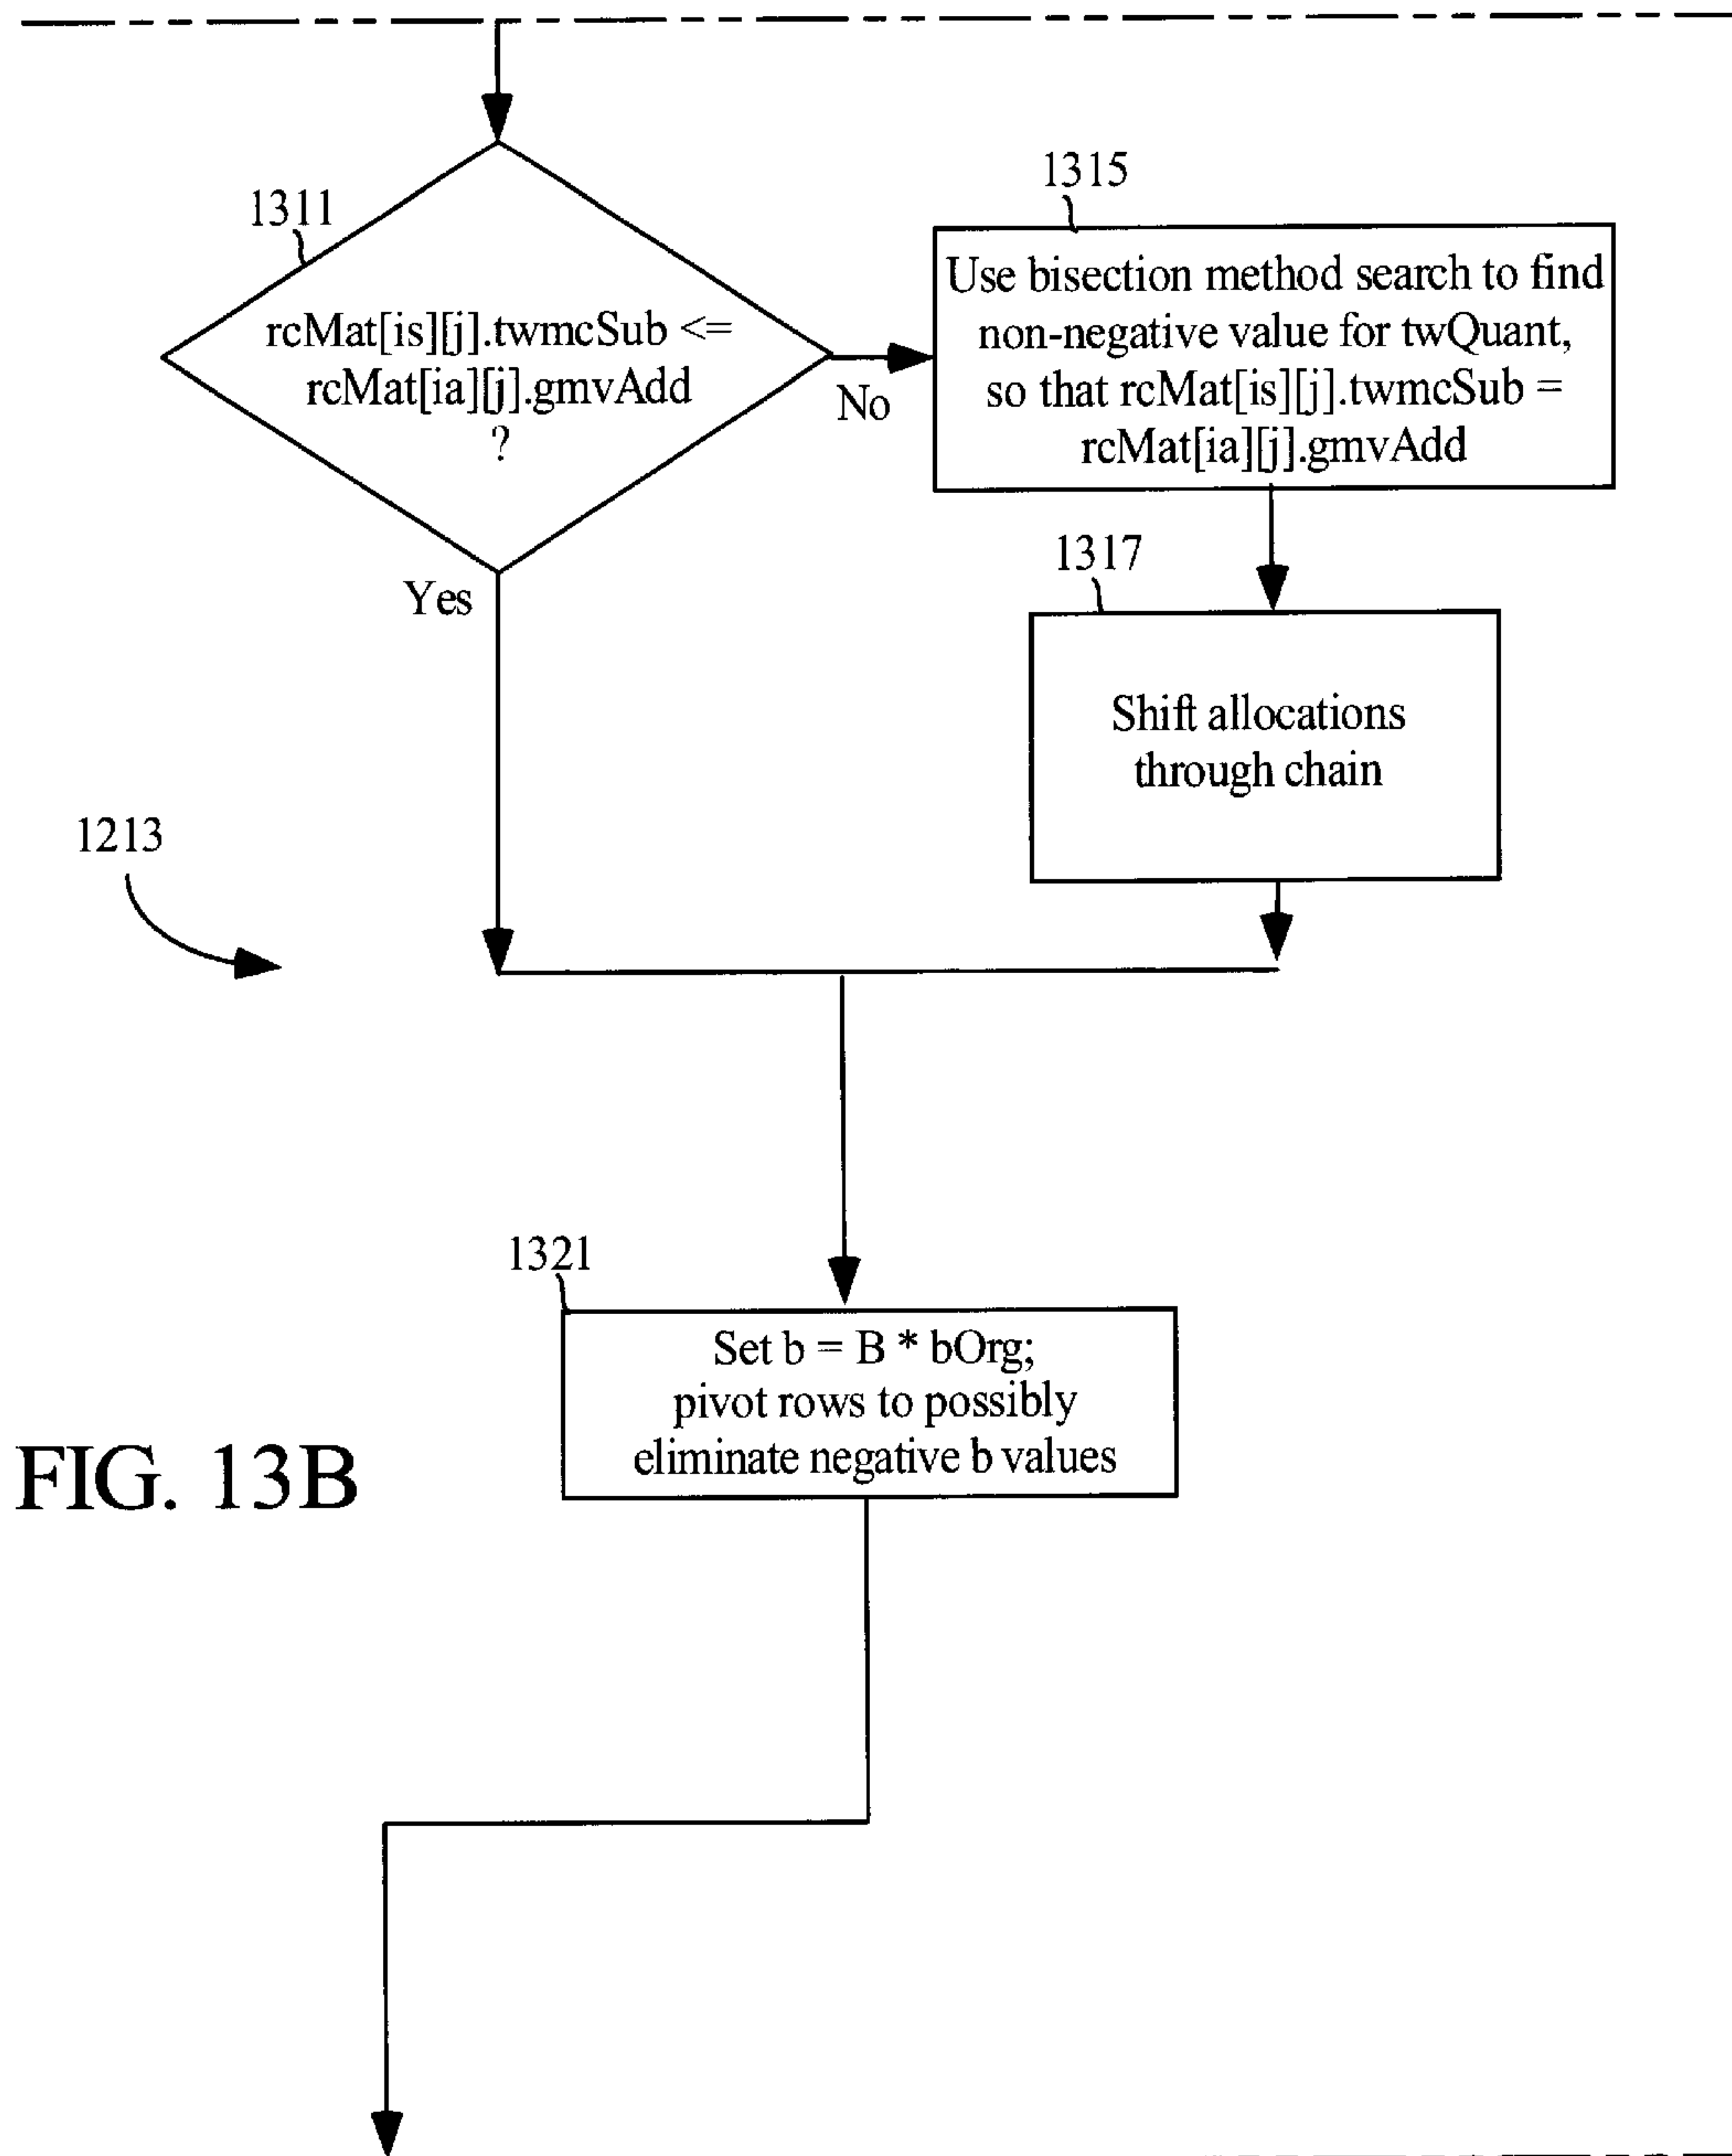 1311
rcMat[is][j].twmcSub <=
rcMat[ia][j].gmvAdd
?
No
Yes
1315
Use bisection method search to find
non-negative value for twQuant,
so that rcMat[is][j].twmcSub =
rcMat[ia][j].gmvAdd
1317
Shift allocations
through chain
1213
1321
Set b = B * bOrg;
pivot rows to possibly
eliminate negative b values
FIG. 13B